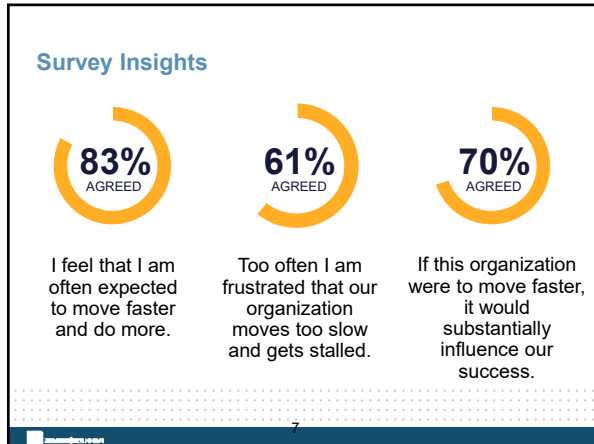 Survey Insights
83%
AGREED
I feel that I am
often expected
to move faster
and do more.
61%
AGREED
Too often I am
frustrated that our
organization
moves too slow
and gets stalled.
70%
AGREED
If this organization
were to move faster,
it would
substantially
influence our
success.
7